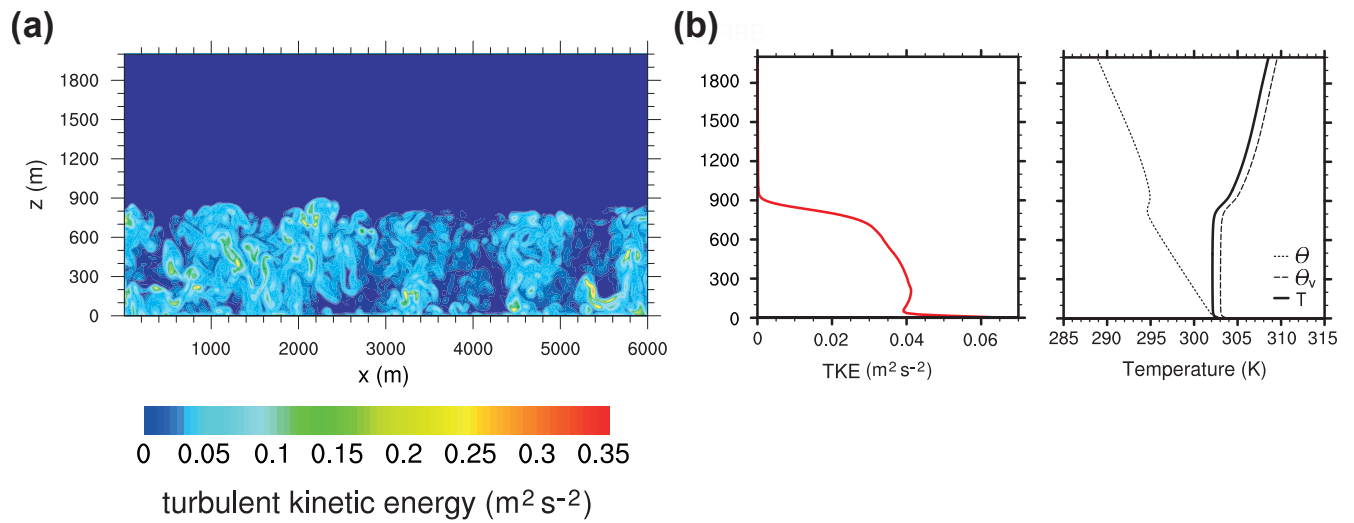 (a)
z (m)
1800
1500
1200
900
600
300
0
1000 2000 3000 4000 5000 6000
x (m)
0 0.05 0.1 0.15 0.2 0.25 0.3 0.35
turbulent kinetic energy (m² s⁻²)
(b)
1800
1500
1200
900
600
300
0
0 0.02 0.04 0.06
TKE (m² s⁻²)
θ
θv
T
285 290 295 300 305 310 315
Temperature (K)